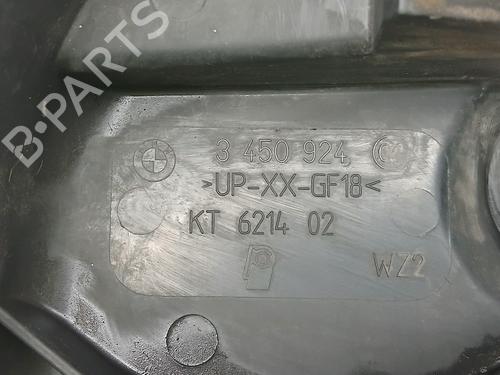 B-PARTS
3 450 924
>UP-XX-GF18<
KT 6214 02
WZ2